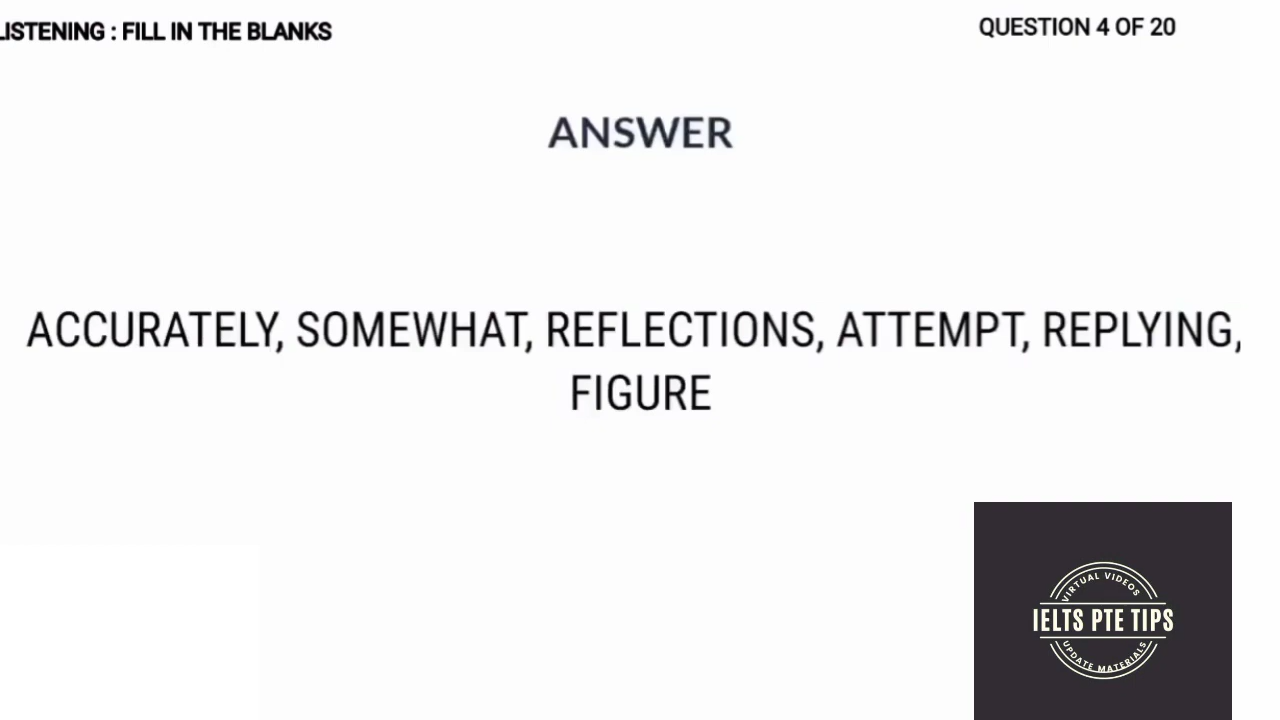 LISTENING : FILL IN THE BLANKS
QUESTION 4 OF 20
ANSWER
ACCURATELY, SOMEWHAT, REFLECTIONS, ATTEMPT, REPLYING,
FIGURE
VIRTUAL VIDEOS
IELTS PTE TIPS
UPDATE MATERIALS